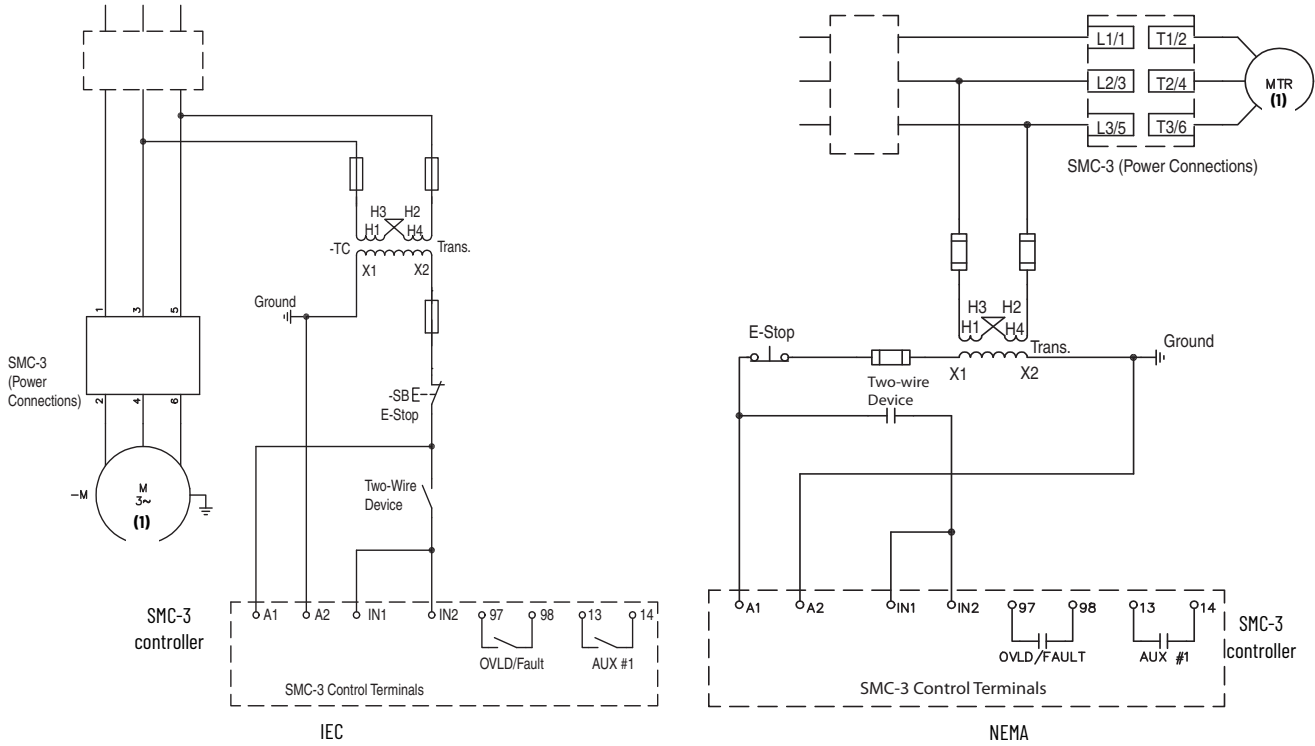 H3 H2
H1 H4
-TC
Trans.
X1 X2
Ground
1 3 5
SMC-3
(Power
Connections)
2 4 6
-SB E
E-Stop
–M
M
3~
(1)
Two-Wire
Device
SMC-3
controller
A1 A2 IN1 IN2 97 98 13 14
OVLD/Fault AUX #1
SMC-3 Control Terminals
IEC
L1/1 T1/2
L2/3 T2/4
L3/5 T3/6
MTR
(1)
SMC-3 (Power Connections)
H3 H2
H1 H4
E-Stop
Trans.
Ground
X1 X2
Two-wire
Device
A1 A2 IN1 IN2 97 98 13 14
SMC-3
controller
OVLD/FAULT AUX #1
SMC-3 Control Terminals
NEMA